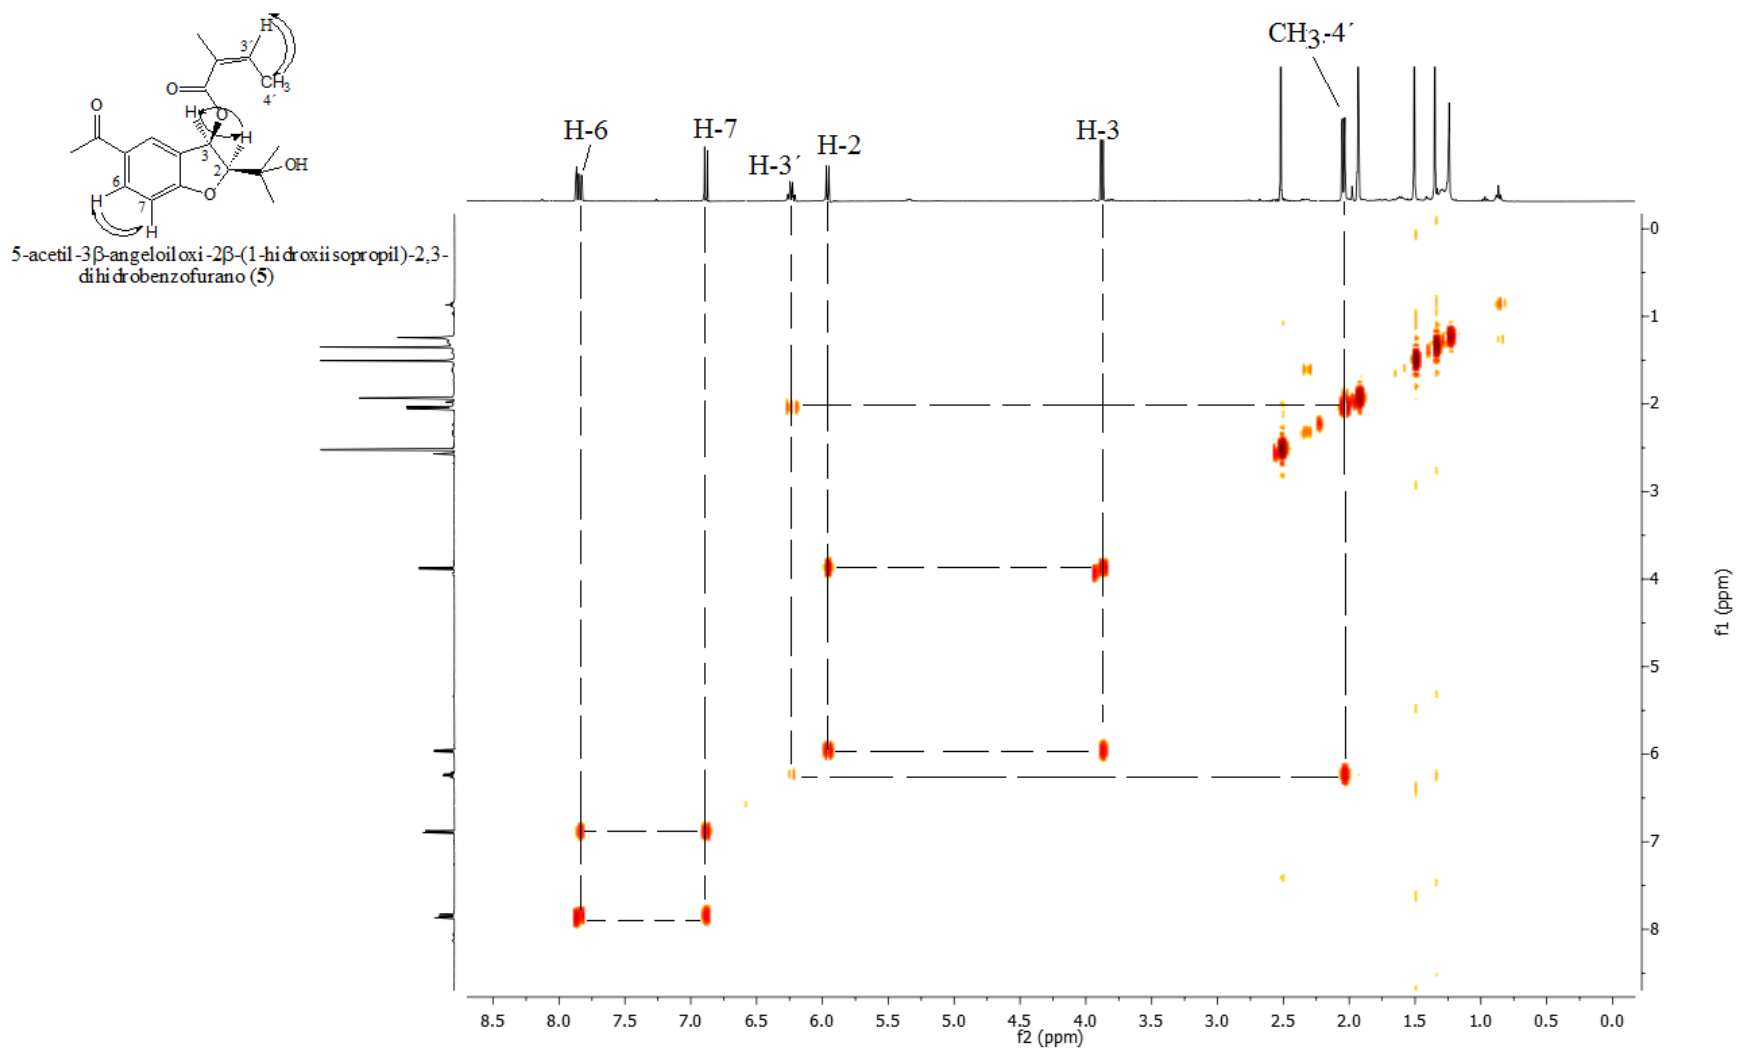 H
3´
CH3
4´
O
O
O
H
H
3
2
OH
O
6
H
7
H
5-acetil-3β-angeloiloxi-2β-(1-hidroxiisopropil)-2,3-
dihidrobenzofurano (5)
H-6
H-7
H-3´
H-2
H-3
CH3-4´
0
1
2
3
4
5
6
7
8
f1 (ppm)
8.5 8.0 7.5 7.0 6.5 6.0 5.5 5.0 4.5 4.0 3.5 3.0 2.5 2.0 1.5 1.0 0.5 0.0
f2 (ppm)